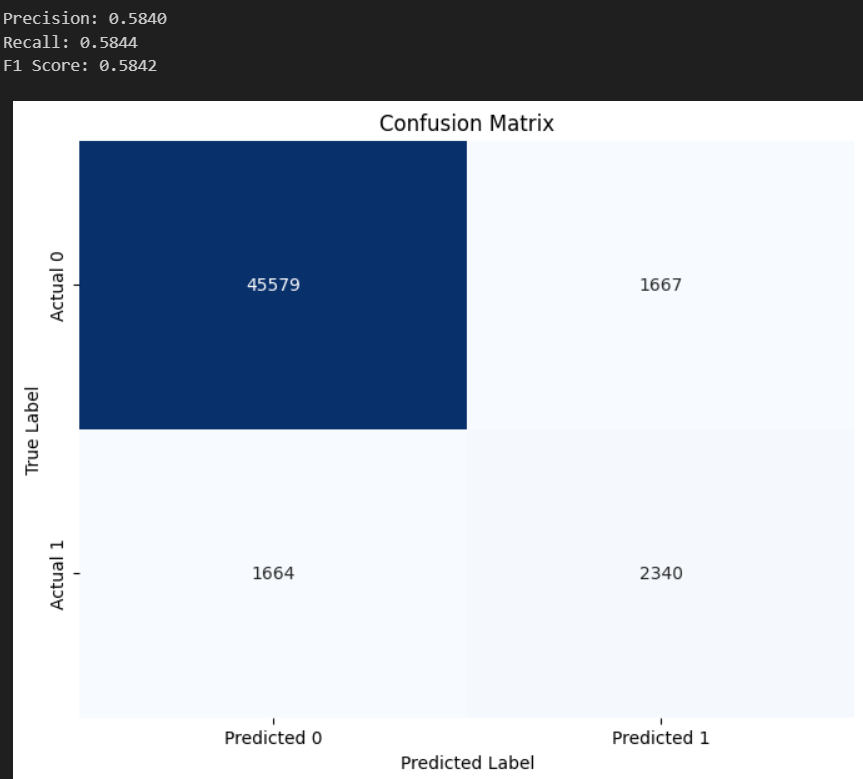 Precision: 0.5840
Recall: 0.5844
F1 Score: 0.5842
Confusion Matrix
True Label
Actual 0
45579
1667
Actual 1
1664
2340
Predicted 0
Predicted 1
Predicted Label